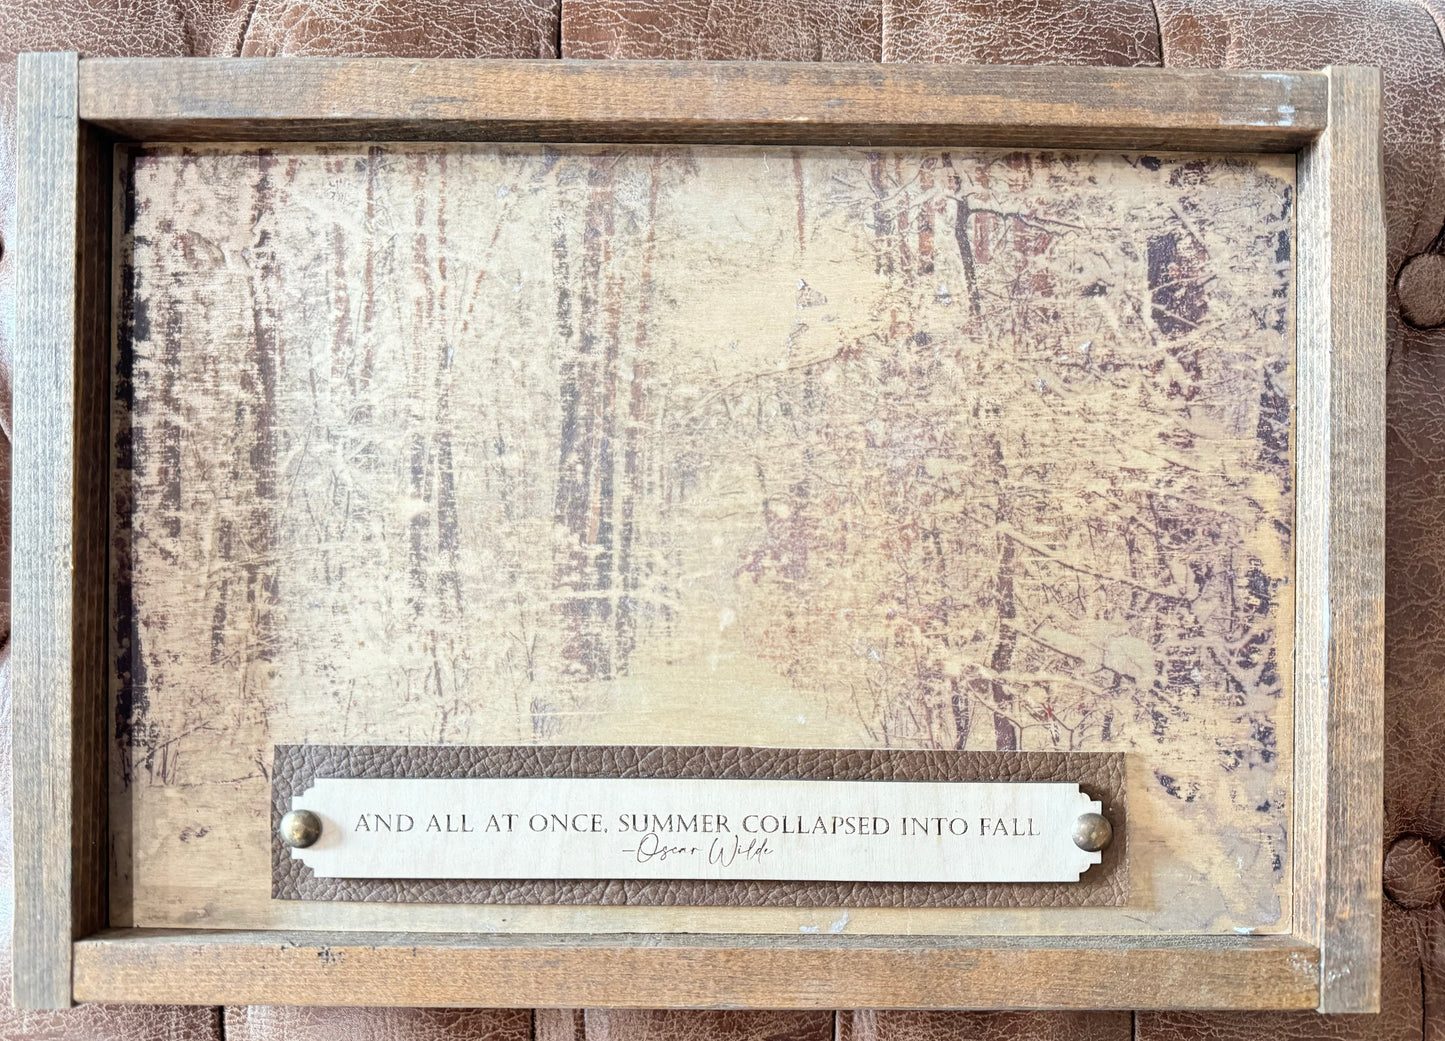 AND ALL AT ONCE, SUMMER COLLAPSED INTO FALL
-Oscar Wilde